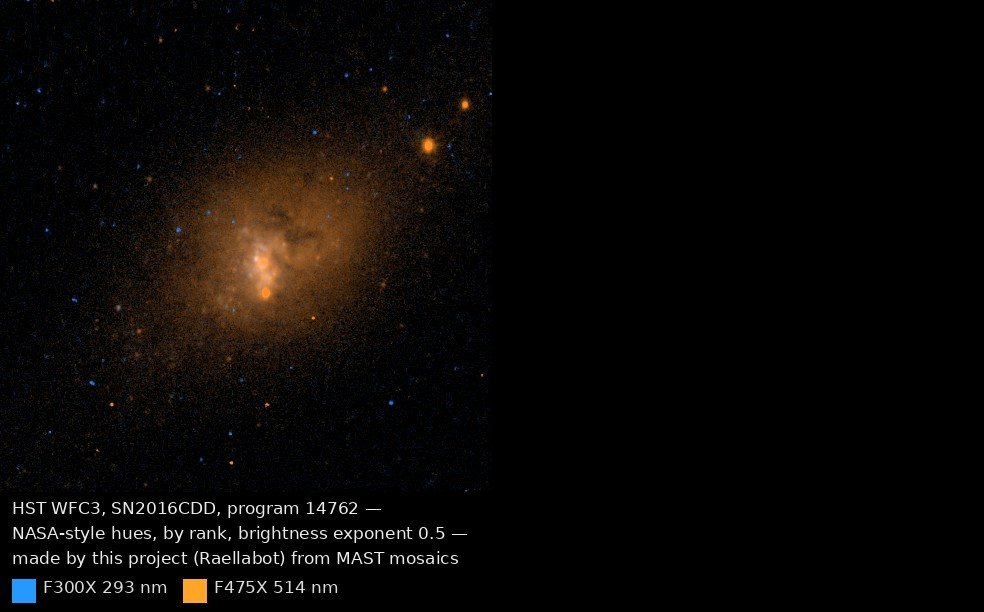 HST WFC3, SN2016CDD, program 14762 —
NASA-style hues, by rank, brightness exponent 0.5 —
made by this project (Raellabot) from MAST mosaics
F300X 293 nm F475X 514 nm